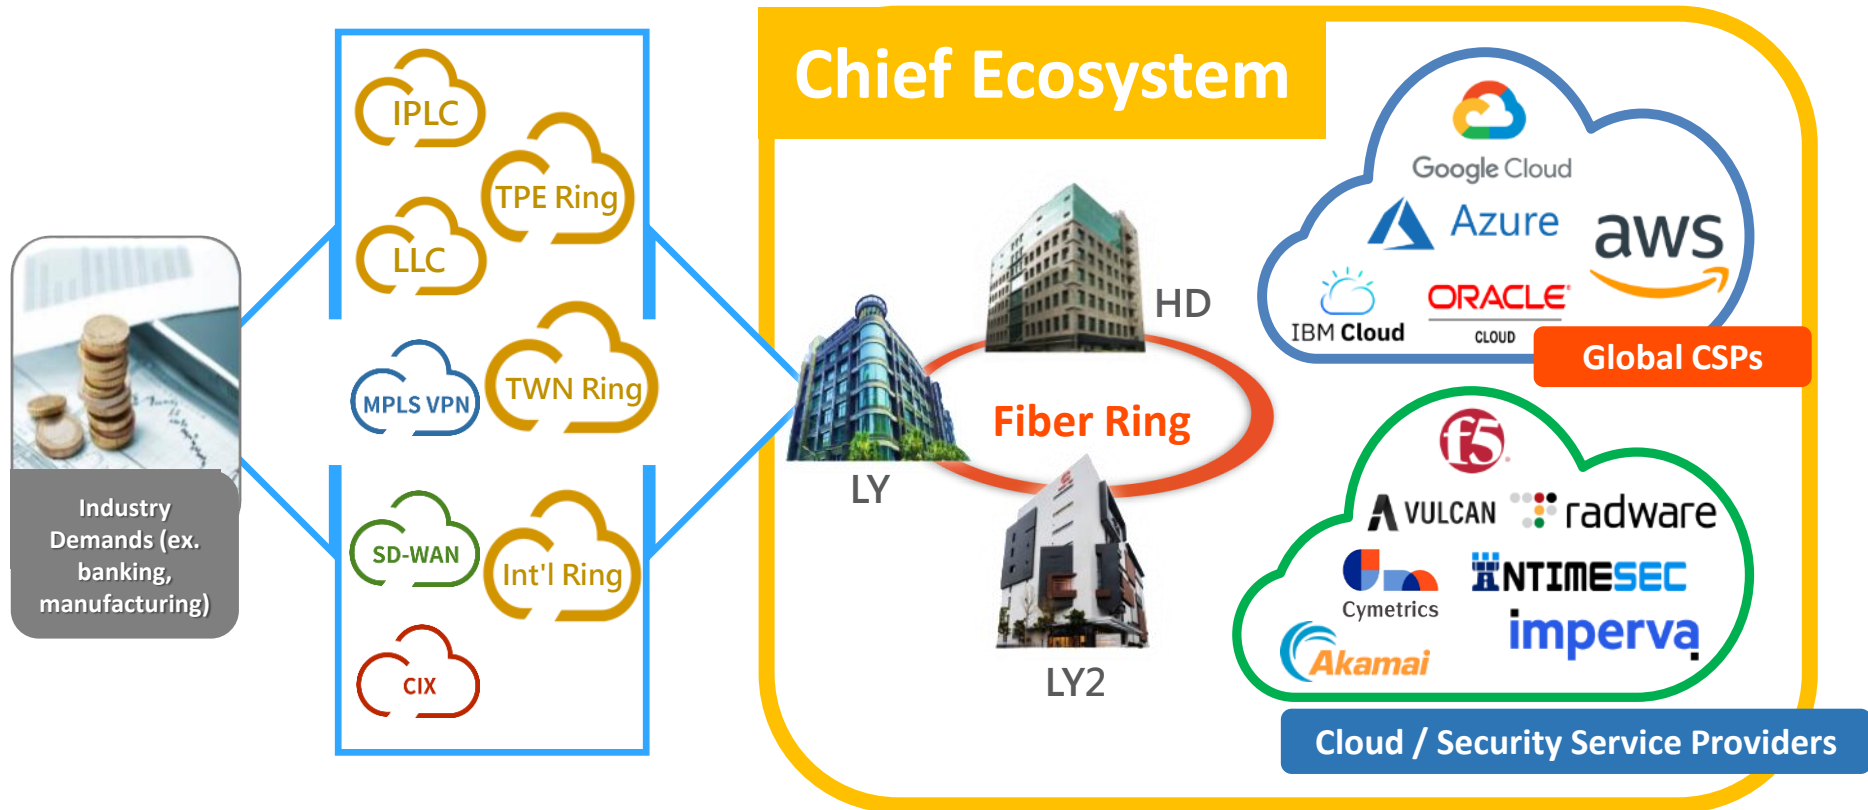 Chief Ecosystem
Industry
Demands (ex.
banking,
manufacturing)
IPLC
TPE Ring
LLC
MPLS VPN
TWN Ring
SD-WAN
Int'l Ring
CIX
HD
LY
Fiber Ring
LY2
Google Cloud
Azure
aws
IBM Cloud
ORACLE
CLOUD
Global CSPs
f5
VULCAN
radware
Cymetrics
INTIMESEC
imperva
Akamai
Cloud / Security Service Providers